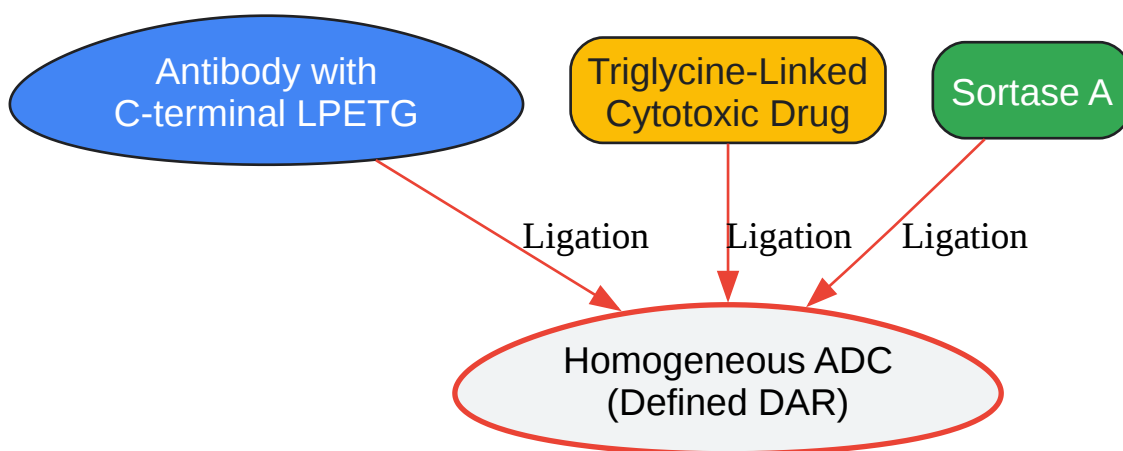 Antibody with
C-terminal LPETG
Triglycine-Linked
Cytotoxic Drug
Sortase A
Ligation
Ligation
Ligation
Homogeneous ADC
(Defined DAR)